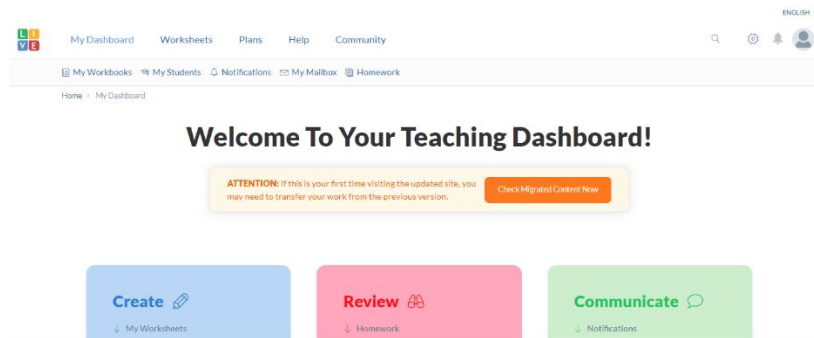 ENGLISH
LIVE
My Dashboard Worksheets Plans Help Community
My Workbooks My Students Notifications My Mailbox Homework
Home > My Dashboard
Welcome To Your Teaching Dashboard!
ATTENTION: If this is your first time visiting the updated site, you
may need to transfer your work from the previous version.
Check Migrated Content Now
Create
↓ My Worksheets
Review
↓ Homework
Communicate
↓ Notifications